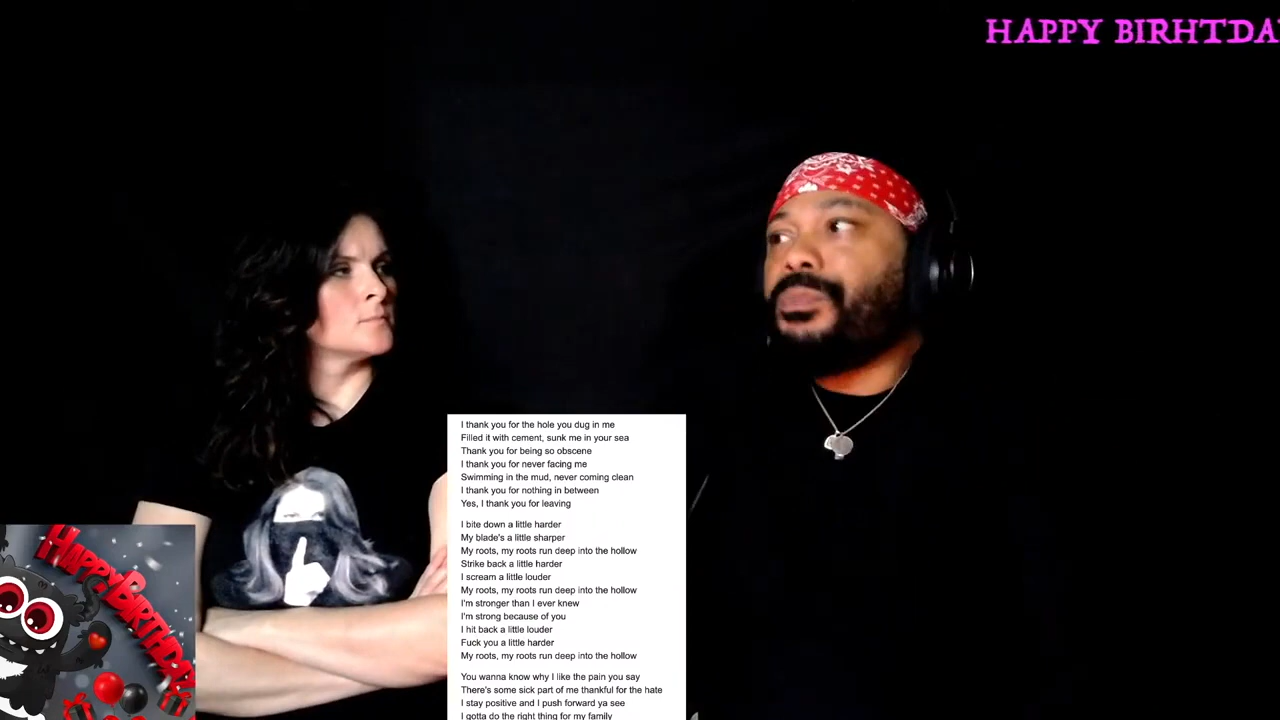 HAPPY BIRHTDA
I thank you for the hole you dug in me
Filled it with cement, sunk me in your sea
Thank you for being so obscene
I thank you for never facing me
Swimming in the mud, never coming clean
I thank you for nothing in between
Yes, I thank you for leaving
I bite down a little harder
My blade's a little sharper
My roots, my roots run deep into the hollow
Strike back a little harder
I scream a little louder
My roots, my roots run deep into the hollow
I'm stronger than I ever knew
I'm strong because of you
I hit back a little louder
Fuck you a little harder
My roots, my roots run deep into the hollow
You wanna know why I like the pain you say
There's some sick part of me thankful for the hate
I stay positive and I push forward ya see
I gotta do the right thing for my family
Happy Birthday